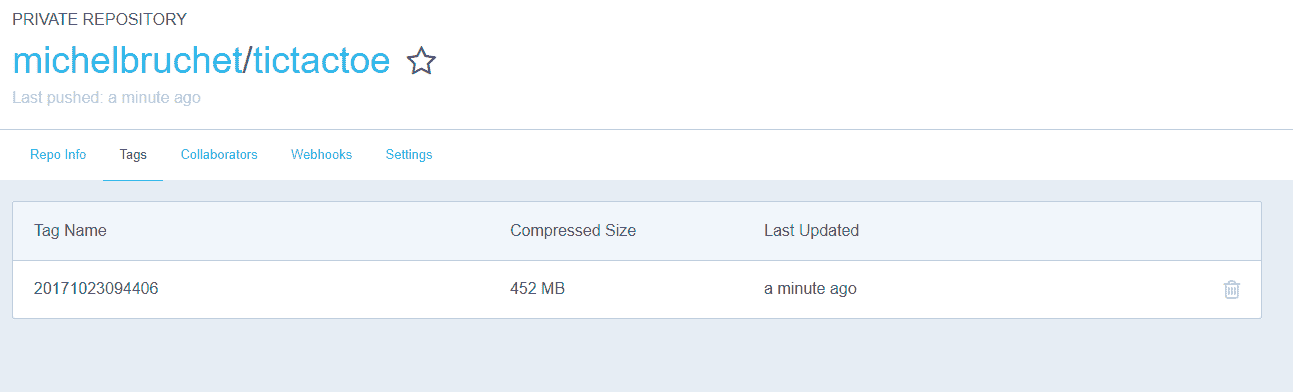 PRIVATE REPOSITORY
michelbruchet/tictactoe
Last pushed: a minute ago
Repo Info Tags Collaborators Webhooks Settings
Tag Name Compressed Size Last Updated
20171023094406 452 MB a minute ago